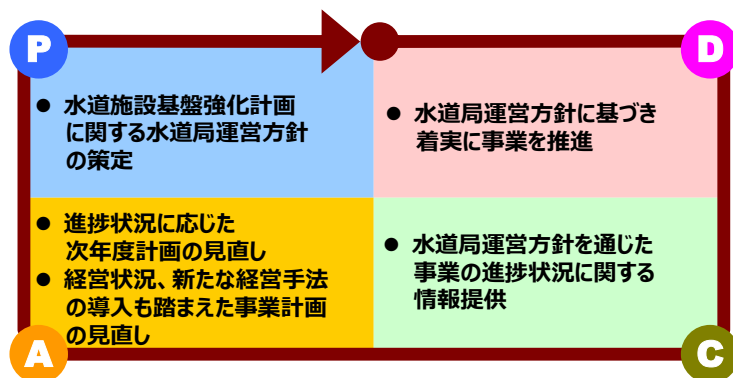 P
D
● 水道施設基盤強化計画
に関する水道局運営方針
の策定
● 水道局運営方針に基づき
着実に事業を推進
● 進捗状況に応じた
次年度計画の見直し
● 経営状況、新たな経営手法
の導入も踏まえた事業計画
の見直し
● 水道局運営方針を通じた
事業の進捗状況に関する
情報提供
A
C